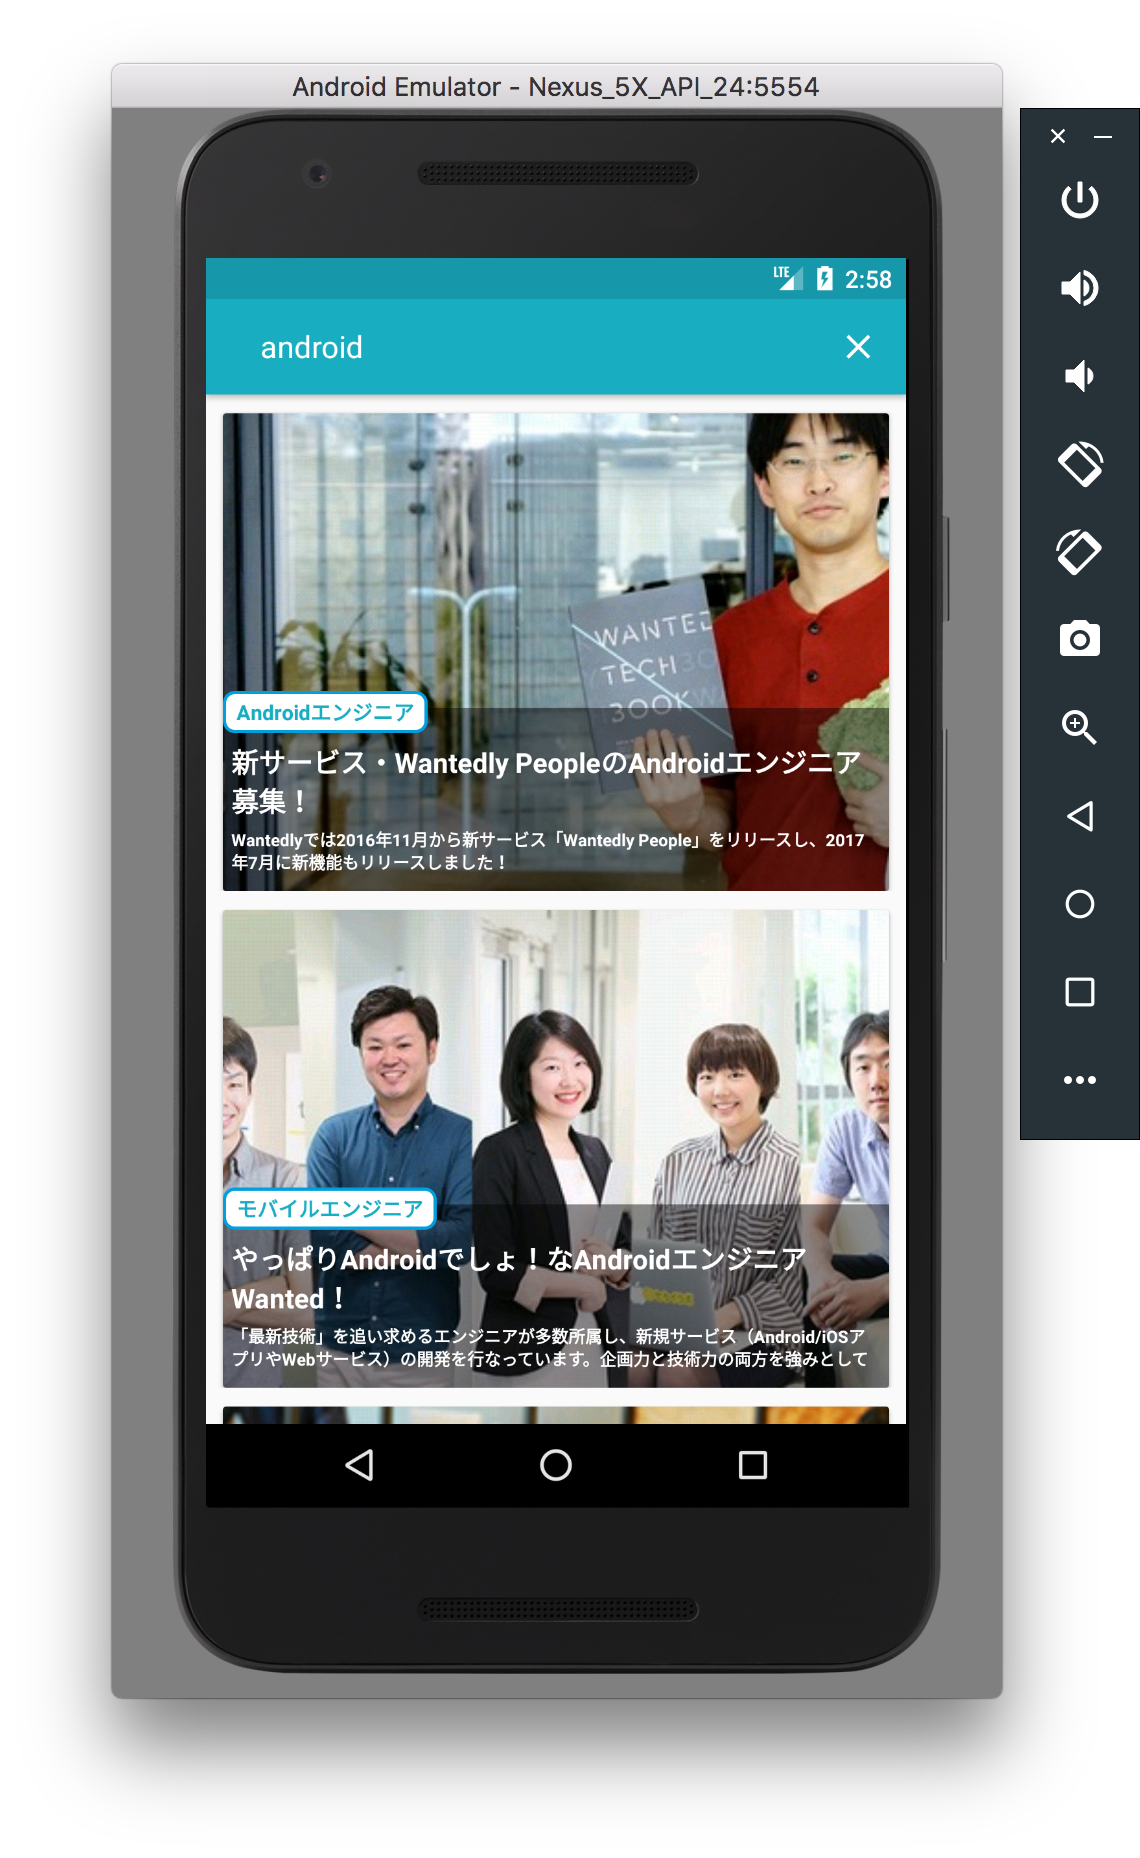 Android Emulator - Nexus_5X_API_24:5554
LTE 2:58
android
WANTED
TECH
BOOK
Androidエンジニア
新サービス・Wantedly PeopleのAndroidエンジニア
募集！
Wantedlyでは2016年11月から新サービス「Wantedly People」をリリースし、2017
年7月に新機能もリリースしました！
モバイルエンジニア
やっぱりAndroidでしょ！なAndroidエンジニア
Wanted！
「最新技術」を追い求めるエンジニアが多数所属し、新規サービス（Android/iOSア
プリやWebサービス）の開発を行なっています。企画力と技術力の両方を強みとして